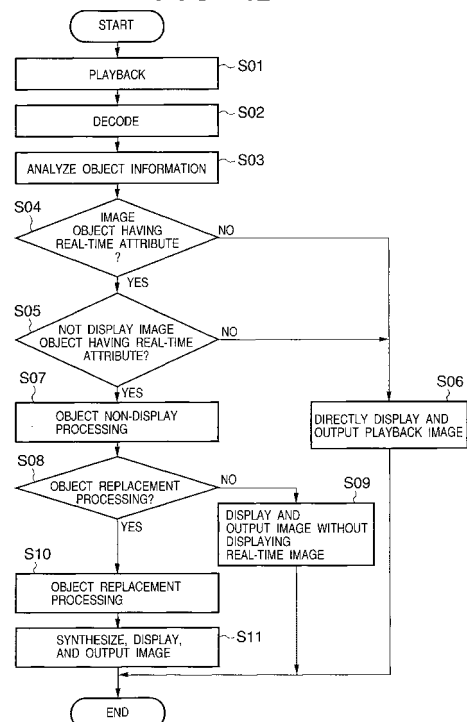 START
PLAYBACK
S01
DECODE
S02
ANALYZE OBJECT INFORMATION
S03
S04
IMAGE
OBJECT HAVING
REAL-TIME ATTRIBUTE
?
NO
YES
S05
NOT DISPLAY IMAGE
OBJECT HAVING REAL-TIME
ATTRIBUTE?
NO
YES
S06
DIRECTLY DISPLAY AND
OUTPUT PLAYBACK IMAGE
S07
OBJECT NON-DISPLAY
PROCESSING
S08
OBJECT REPLACEMENT
PROCESSING?
NO
YES
S09
DISPLAY AND
OUTPUT IMAGE WITHOUT
DISPLAYING
REAL-TIME IMAGE
S10
OBJECT REPLACEMENT
PROCESSING
SYNTHESIZE, DISPLAY,
AND OUTPUT IMAGE
S11
END